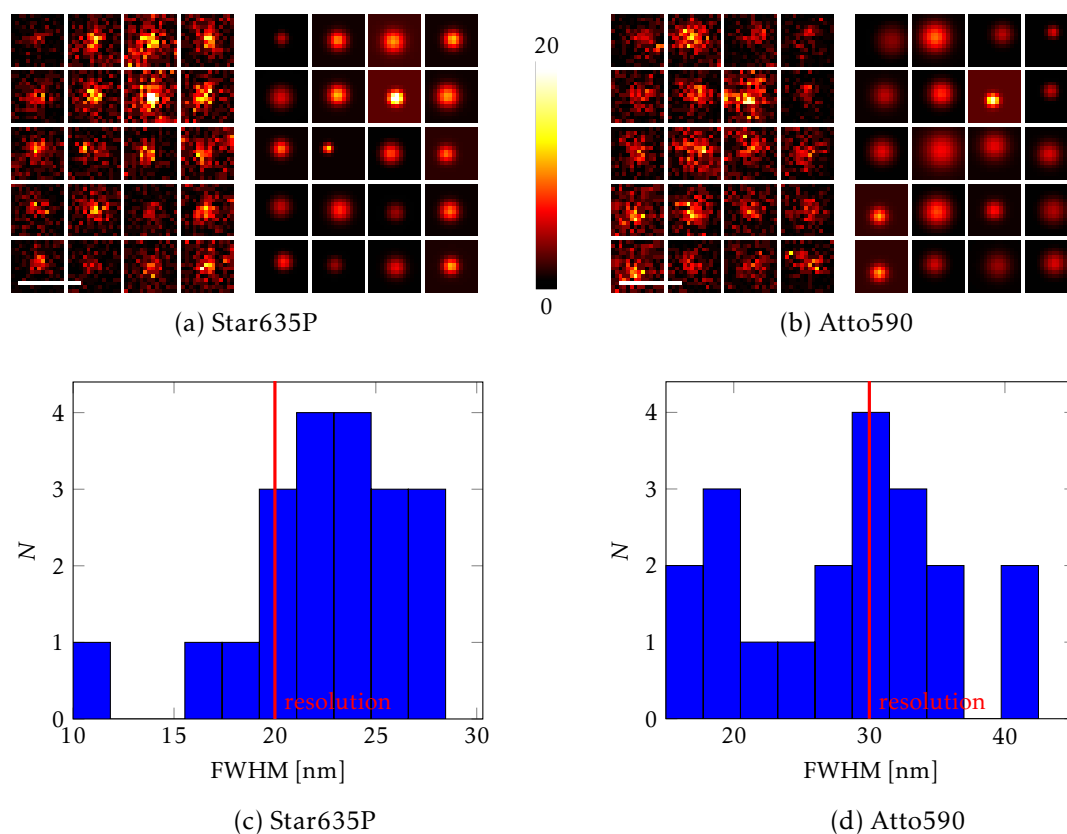 20
0
(a) Star635P
(b) Atto590
4
3
2
1
0
N
resolution
10
15
20
25
30
FWHM [nm]
(c) Star635P
4
3
2
1
0
N
resolution
20
30
40
FWHM [nm]
(d) Atto590